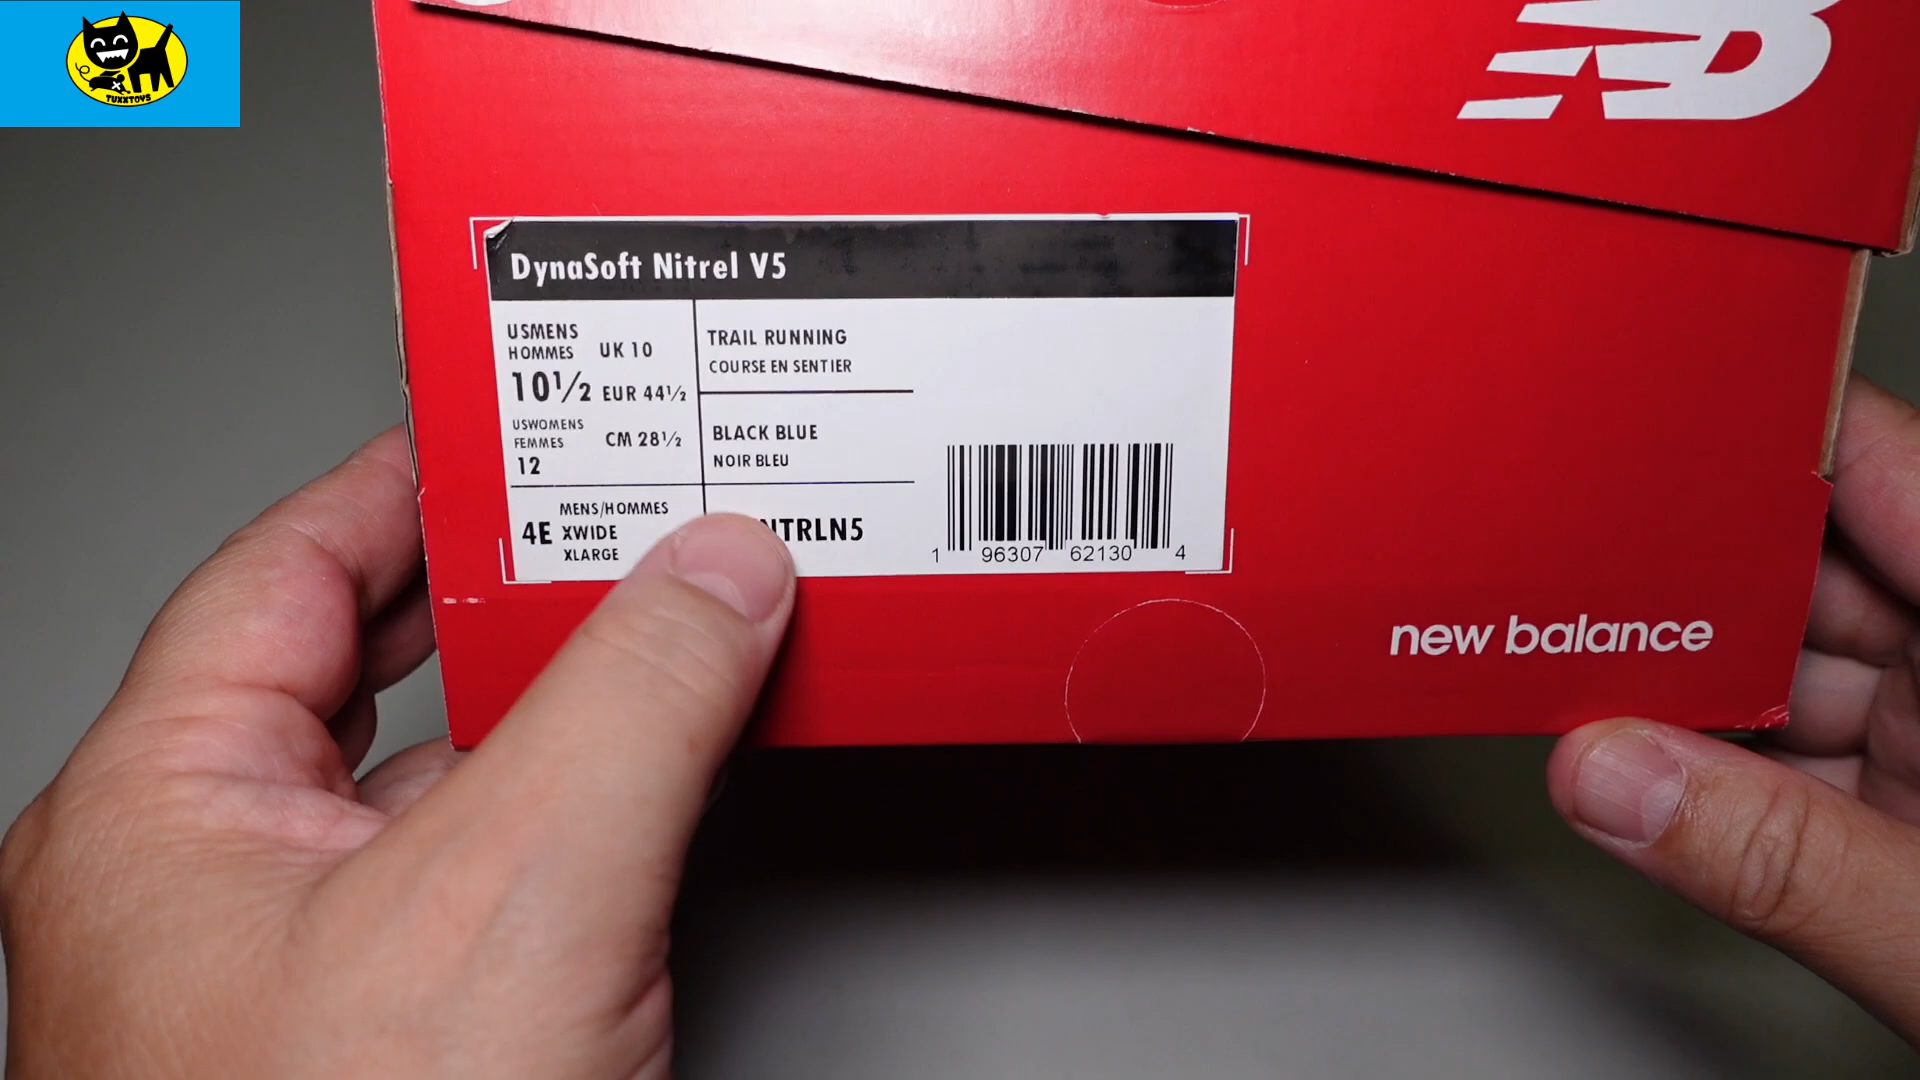 TUXXTOYS
NB
DynaSoft Nitrel V5
USMENS
HOMMES
10½
UK 10
EUR 44½
USWOMENS
FEMMES
12
CM 28½
TRAIL RUNNING
COURSE EN SENTIER
BLACK BLUE
NOIR BLEU
4E
MENS/HOMMES
XWIDE
XLARGE
NTRLN5
1 96307 62130 4
new balance